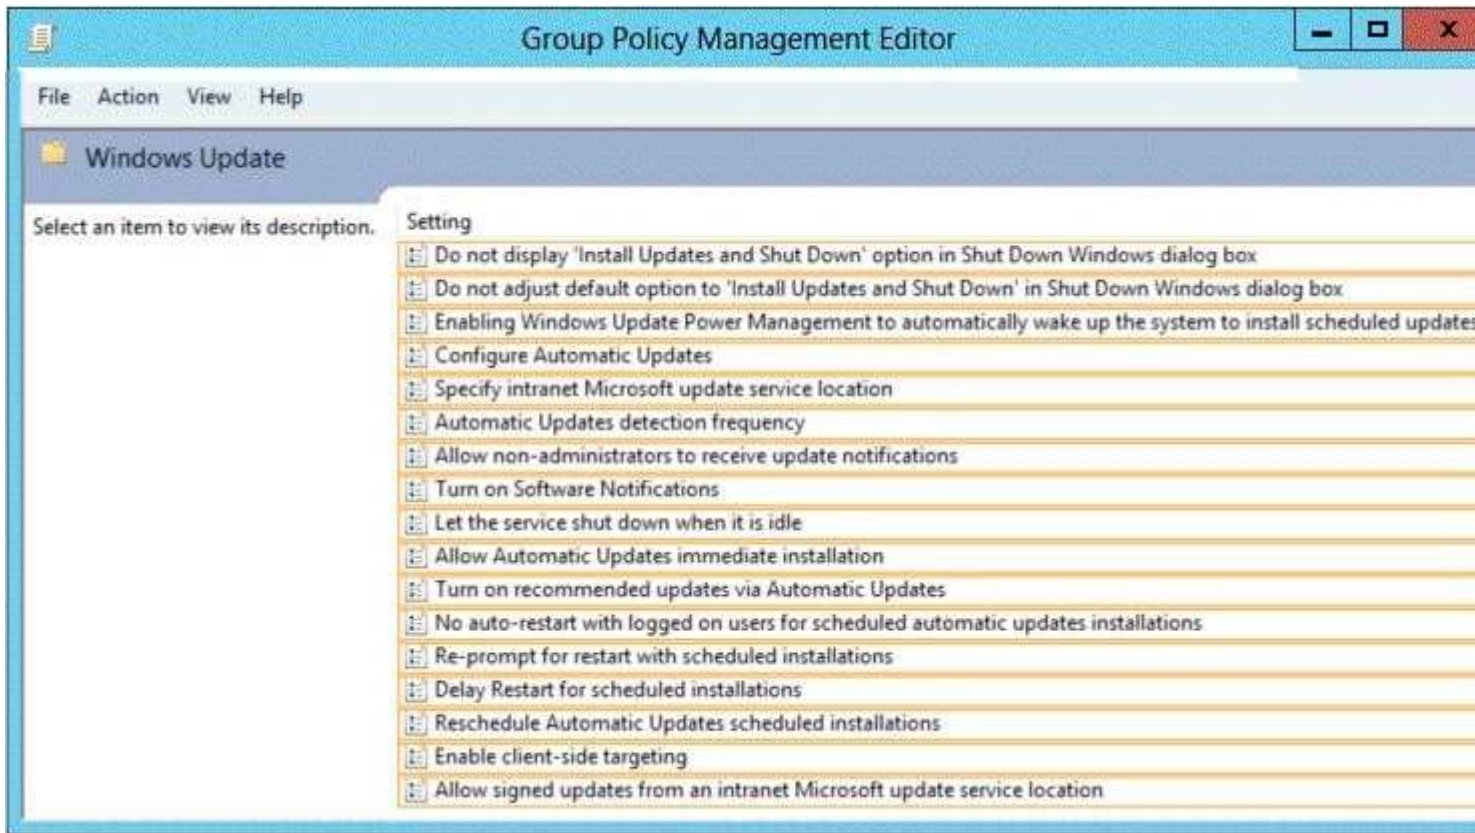 Group Policy Management Editor
File Action View Help
Windows Update
Select an item to view its description.
Setting
Do not display 'Install Updates and Shut Down' option in Shut Down Windows dialog box
Do not adjust default option to 'Install Updates and Shut Down' in Shut Down Windows dialog box
Enabling Windows Update Power Management to automatically wake up the system to install scheduled updates
Configure Automatic Updates
Specify intranet Microsoft update service location
Automatic Updates detection frequency
Allow non-administrators to receive update notifications
Turn on Software Notifications
Let the service shut down when it is idle
Allow Automatic Updates immediate installation
Turn on recommended updates via Automatic Updates
No auto-restart with logged on users for scheduled automatic updates installations
Re-prompt for restart with scheduled installations
Delay Restart for scheduled installations
Reschedule Automatic Updates scheduled installations
Enable client-side targeting
Allow signed updates from an intranet Microsoft update service location